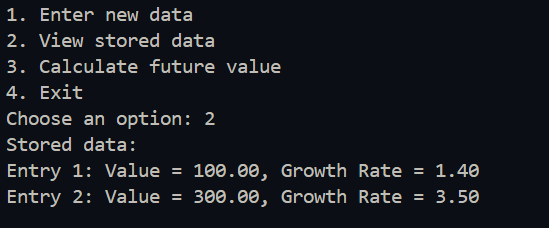 1. Enter new data
2. View stored data
3. Calculate future value
4. Exit
Choose an option: 2
Stored data:
Entry 1: Value = 100.00, Growth Rate = 1.40
Entry 2: Value = 300.00, Growth Rate = 3.50